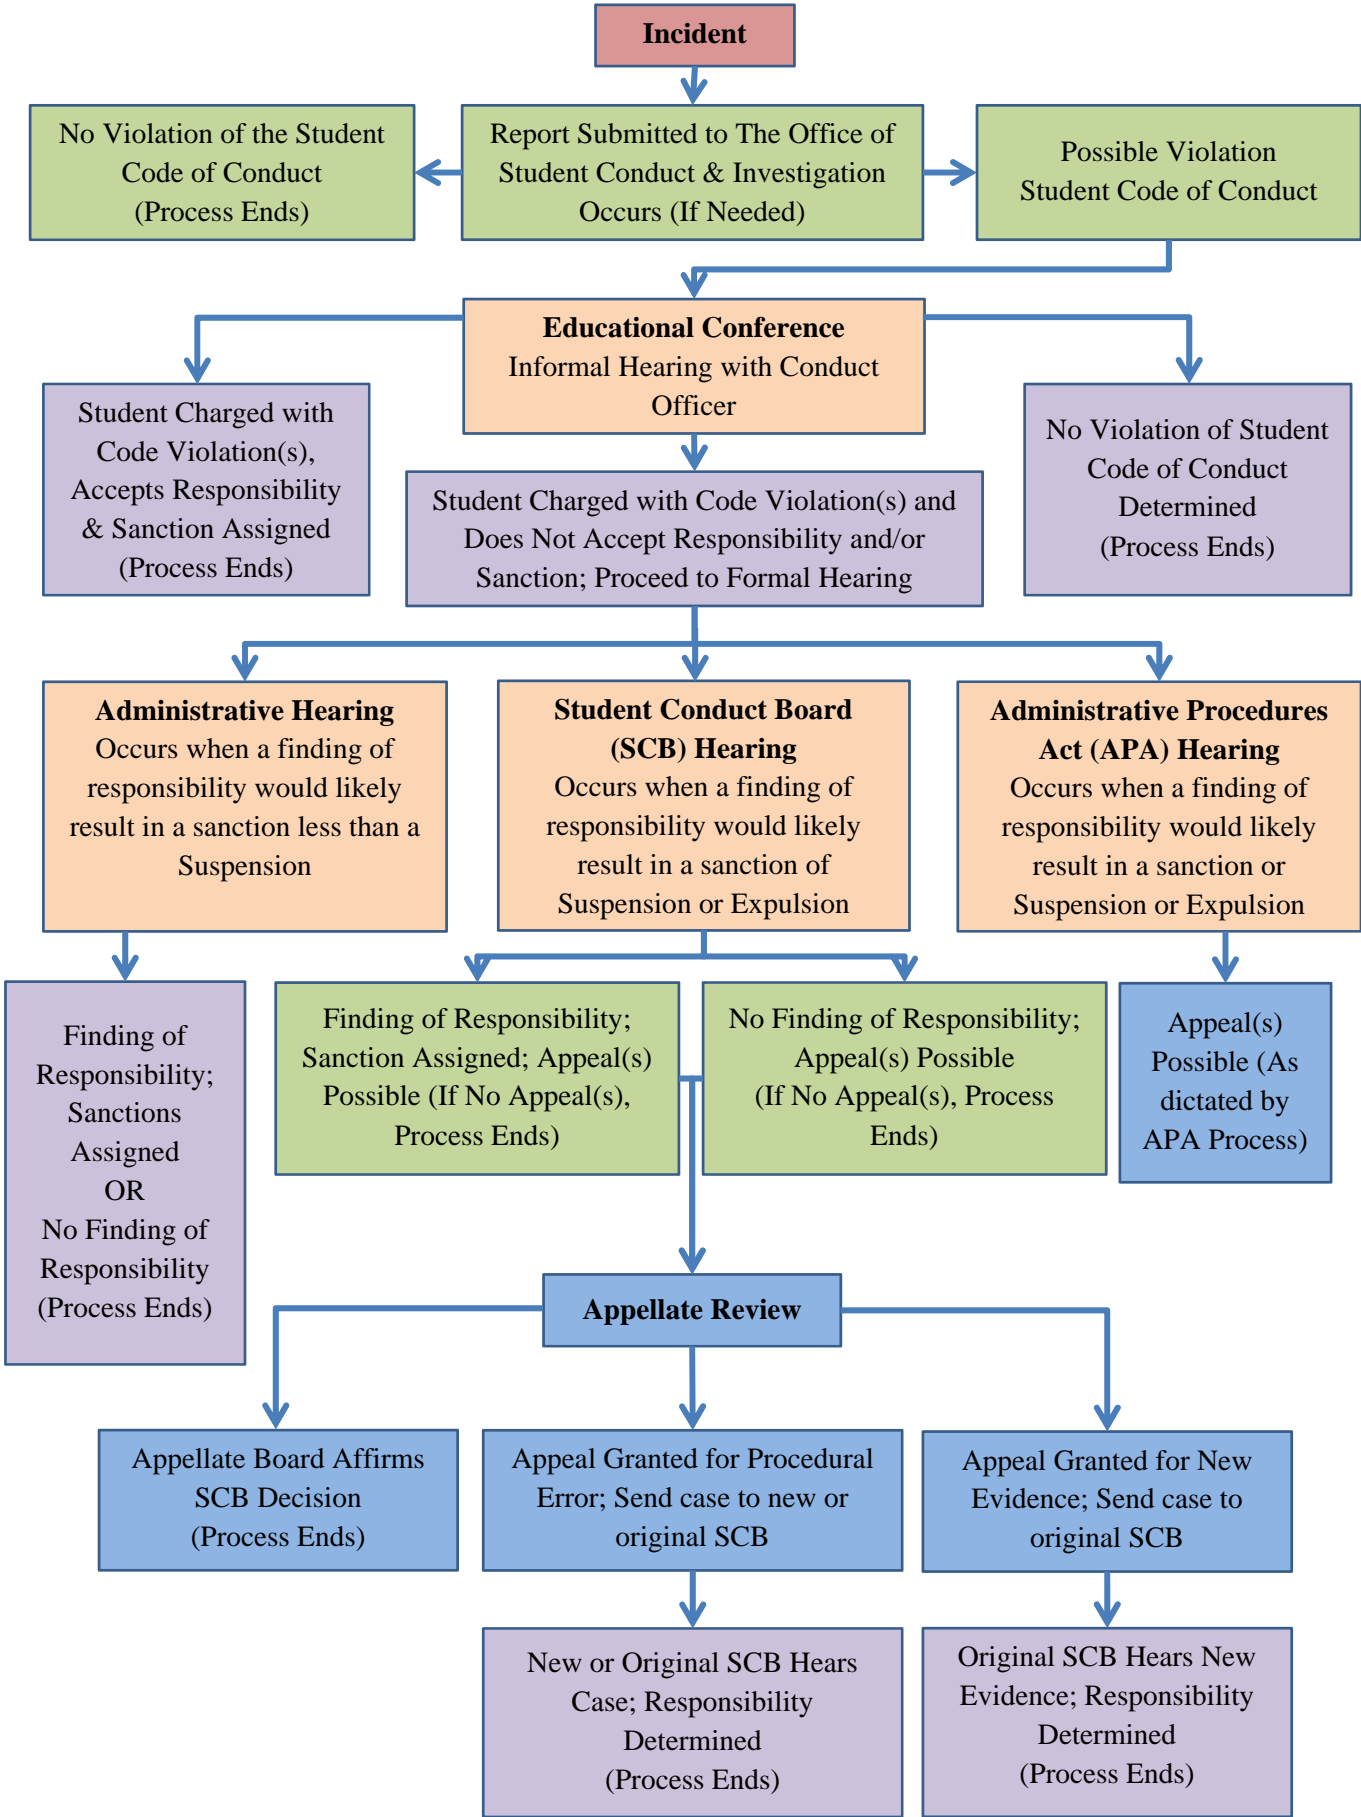 Incident
No Violation of the Student
Code of Conduct
(Process Ends)
Report Submitted to The Office of
Student Conduct & Investigation
Occurs (If Needed)
Possible Violation
Student Code of Conduct
Educational Conference
Informal Hearing with Conduct
Officer
Student Charged with
Code Violation(s),
Accepts Responsibility
& Sanction Assigned
(Process Ends)
Student Charged with Code Violation(s) and
Does Not Accept Responsibility and/or
Sanction; Proceed to Formal Hearing
No Violation of Student
Code of Conduct
Determined
(Process Ends)
Administrative Hearing
Occurs when a finding of
responsibility would likely
result in a sanction less than a
Suspension
Student Conduct Board
(SCB) Hearing
Occurs when a finding of
responsibility would likely
result in a sanction of
Suspension or Expulsion
Administrative Procedures
Act (APA) Hearing
Occurs when a finding of
responsibility would likely
result in a sanction or
Suspension or Expulsion
Finding of
Responsibility;
Sanctions
Assigned
OR
No Finding of
Responsibility
(Process Ends)
Finding of Responsibility;
Sanction Assigned; Appeal(s)
Possible (If No Appeal(s),
Process Ends)
No Finding of Responsibility;
Appeal(s) Possible
(If No Appeal(s), Process
Ends)
Appeal(s)
Possible (As
dictated by
APA Process)
Appellate Review
Appellate Board Affirms
SCB Decision
(Process Ends)
Appeal Granted for Procedural
Error; Send case to new or
original SCB
Appeal Granted for New
Evidence; Send case to
original SCB
New or Original SCB Hears
Case; Responsibility
Determined
(Process Ends)
Original SCB Hears New
Evidence; Responsibility
Determined
(Process Ends)